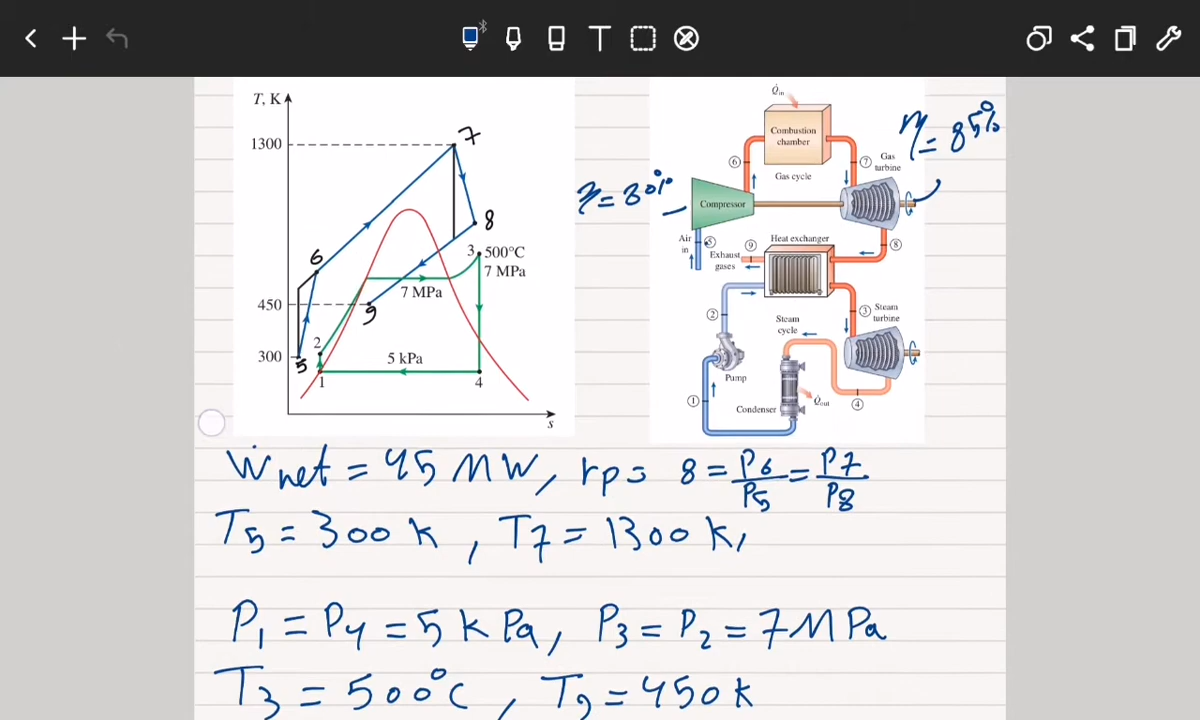 T, K
1300
7
6
8
3
500°C
7 MPa
7 MPa
450
9
2
300
5
5 kPa
1
4
s
Q̇in
Combustion
chamber
η = 85%
6
7
Gas
turbine
Gas cycle
η = 80%
Compressor
Air
in
5
9
Exhaust
gases
Heat exchanger
8
2
Steam
cycle
3
Steam
turbine
Pump
1
Condenser
Q̇out
4
Ẇnet = 45 MW, rp = 8 = P6/P5 = P7/P8
T5 = 300 K, T7 = 1300 K,
P1 = P4 = 5 kPa, P3 = P2 = 7 MPa
T3 = 500°C, T9 = 450 K